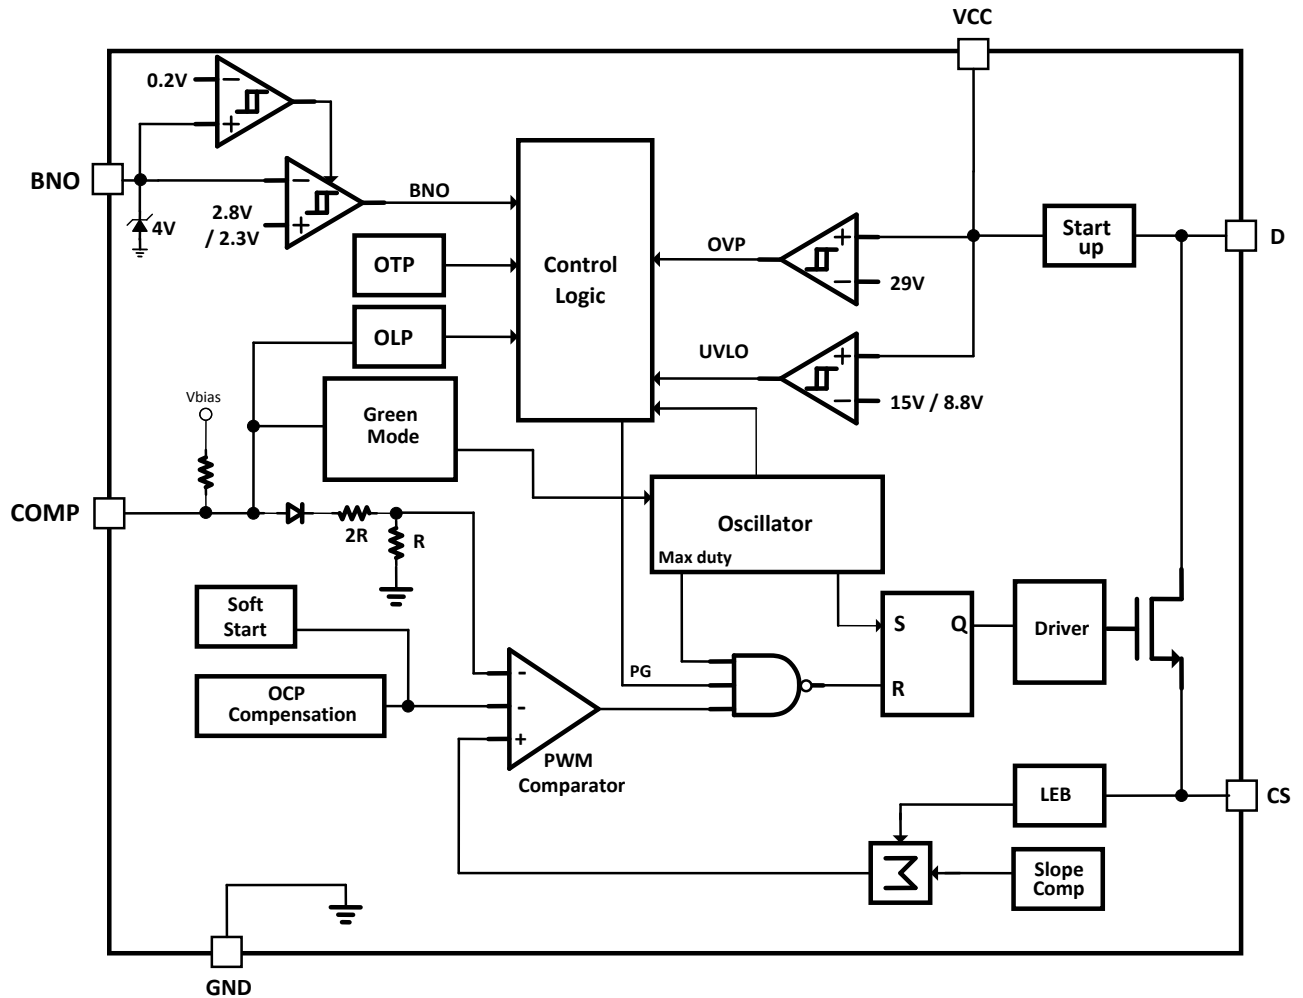 VCC
0.2V
BNO
4V
2.8V
/ 2.3V
BNO
OTP
OLP
Control
Logic
OVP
29V
UVLO
15V / 8.8V
Start
up
D
Vbias
Green
Mode
COMP
2R
R
Oscillator
Max duty
Soft
Start
OCP
Compensation
PWM
Comparator
PG
S
Q
R
Driver
LEB
CS
Σ
Slope
Comp
GND